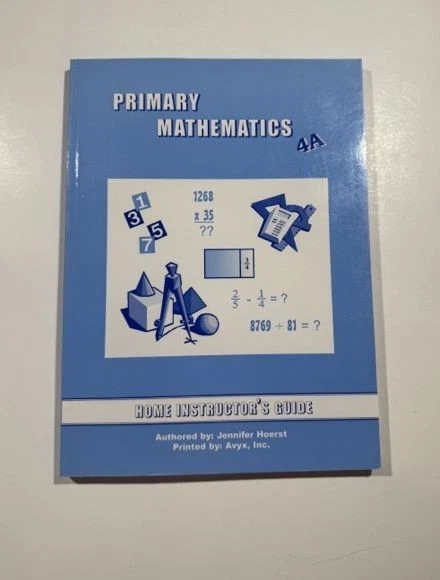 PRIMARY
MATHEMATICS
4A
1
3
5
7
1268
x 35
??
3/4
2/5 - 1/4 = ?
8769 ÷ 81 = ?
HOME INSTRUCTOR'S GUIDE
Authored by: Jennifer Hoerst
Printed by: Avyx, Inc.